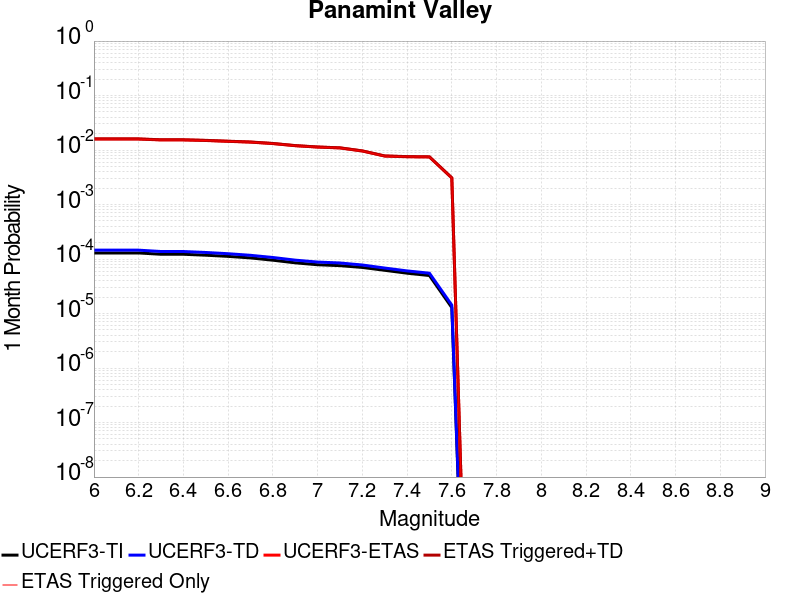 Panamint Valley
10^0
10^-1
10^-2
10^-3
10^-4
10^-5
10^-6
10^-7
10^-8
1 Month Probability
6 6.2 6.4 6.6 6.8 7 7.2 7.4 7.6 7.8 8 8.2 8.4 8.6 8.8 9
Magnitude
UCERF3-TI UCERF3-TD UCERF3-ETAS ETAS Triggered+TD
ETAS Triggered Only